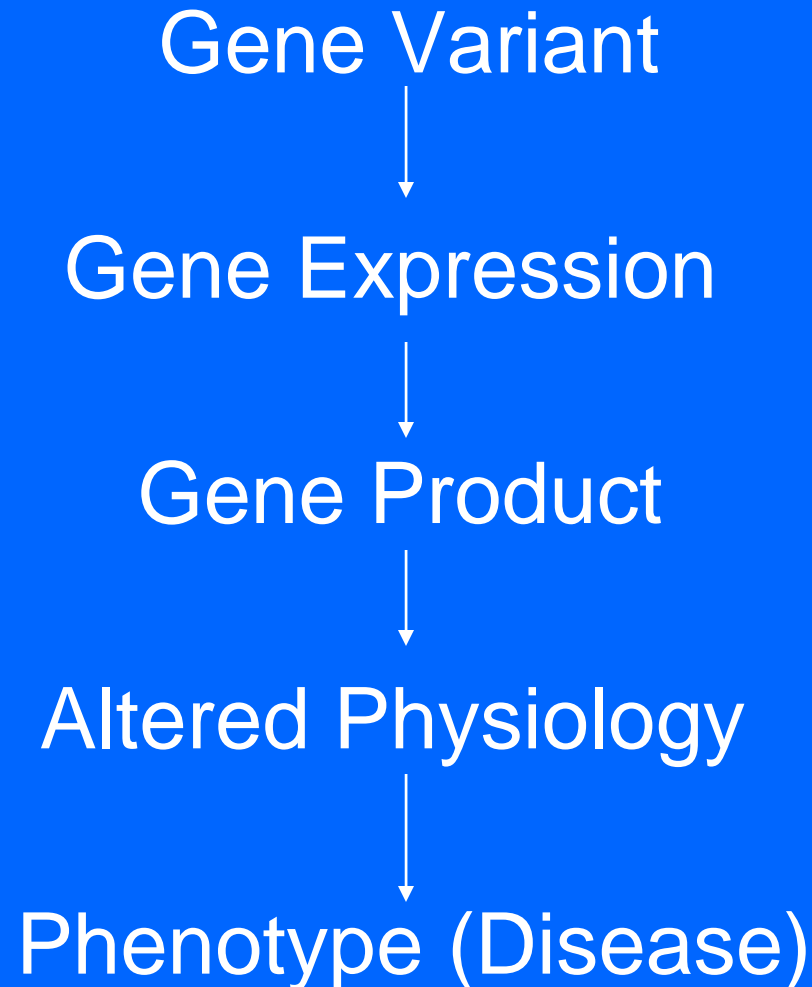 Gene Variant
Gene Expression
Gene Product
Altered Physiology
Phenotype (Disease)